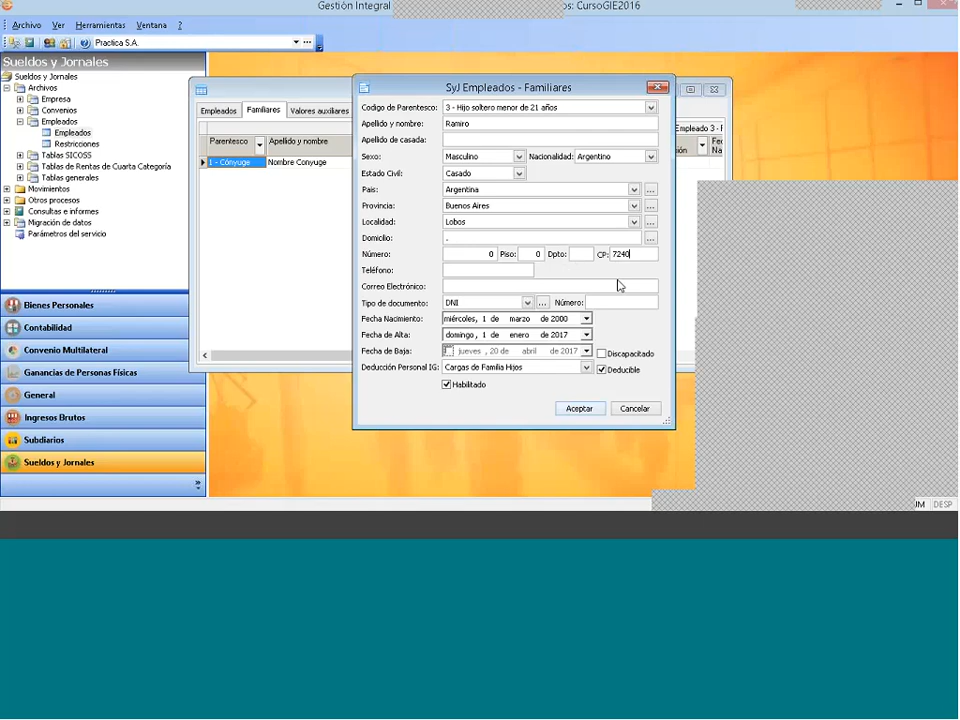 Gestión Integral
os: CursoGIE2016
Archivo Ver Herramientas Ventana ?
Practica S.A.
Sueldos y Jornales
Sueldos y Jornales
Archivos
Empresa
Convenios
Empleados
Empleados
Restricciones
Tablas SICOSS
Tablas de Rentas de Cuarta Categoría
Tablas generales
Movimientos
Otros procesos
Consultas e informes
Migración de datos
Parámetros del servicio
Bienes Personales
Contabilidad
Convenio Multilateral
Ganancias de Personas Físicas
General
Ingresos Brutos
Subdiarios
Sueldos y Jornales
Empleados Familiares Valores auxiliares
Parentesco Apellido y nombre
1 - Cónyuge Nombre Conyuge
Empleado 3 -
SyJ Empleados - Familiares
Codigo de Parentesco: 3 - Hijo soltero menor de 21 años
Apellido y nombre: Ramiro
Apellido de casada:
Sexo: Masculino Nacionalidad: Argentino
Estado Civil: Casado
Pais: Argentina
Provincia: Buenos Aires
Localidad: Lobos
Domicilio: .
Número: 0 Piso: 0 Dpto: CP: 7240
Teléfono:
Correo Electrónico:
Tipo de documento: DNI Número:
Fecha Nacimiento: miércoles, 1 de marzo de 2000
Fecha de Alta: domingo, 1 de enero de 2017
Fecha de Baja: jueves , 20 de abril de 2017 Discapacitado
Deducción Personal IG: Cargas de Familia Hijos Deducible
Habilitado
Aceptar Cancelar
NUM DESP